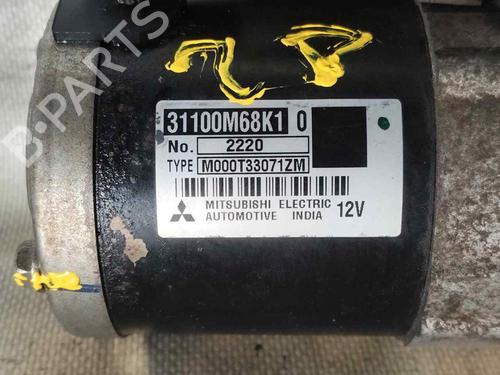 B-PARTS
31100M68K1 0
No. 2220
TYPE M000T33071ZM
MITSUBISHI ELECTRIC
AUTOMOTIVE INDIA 12V